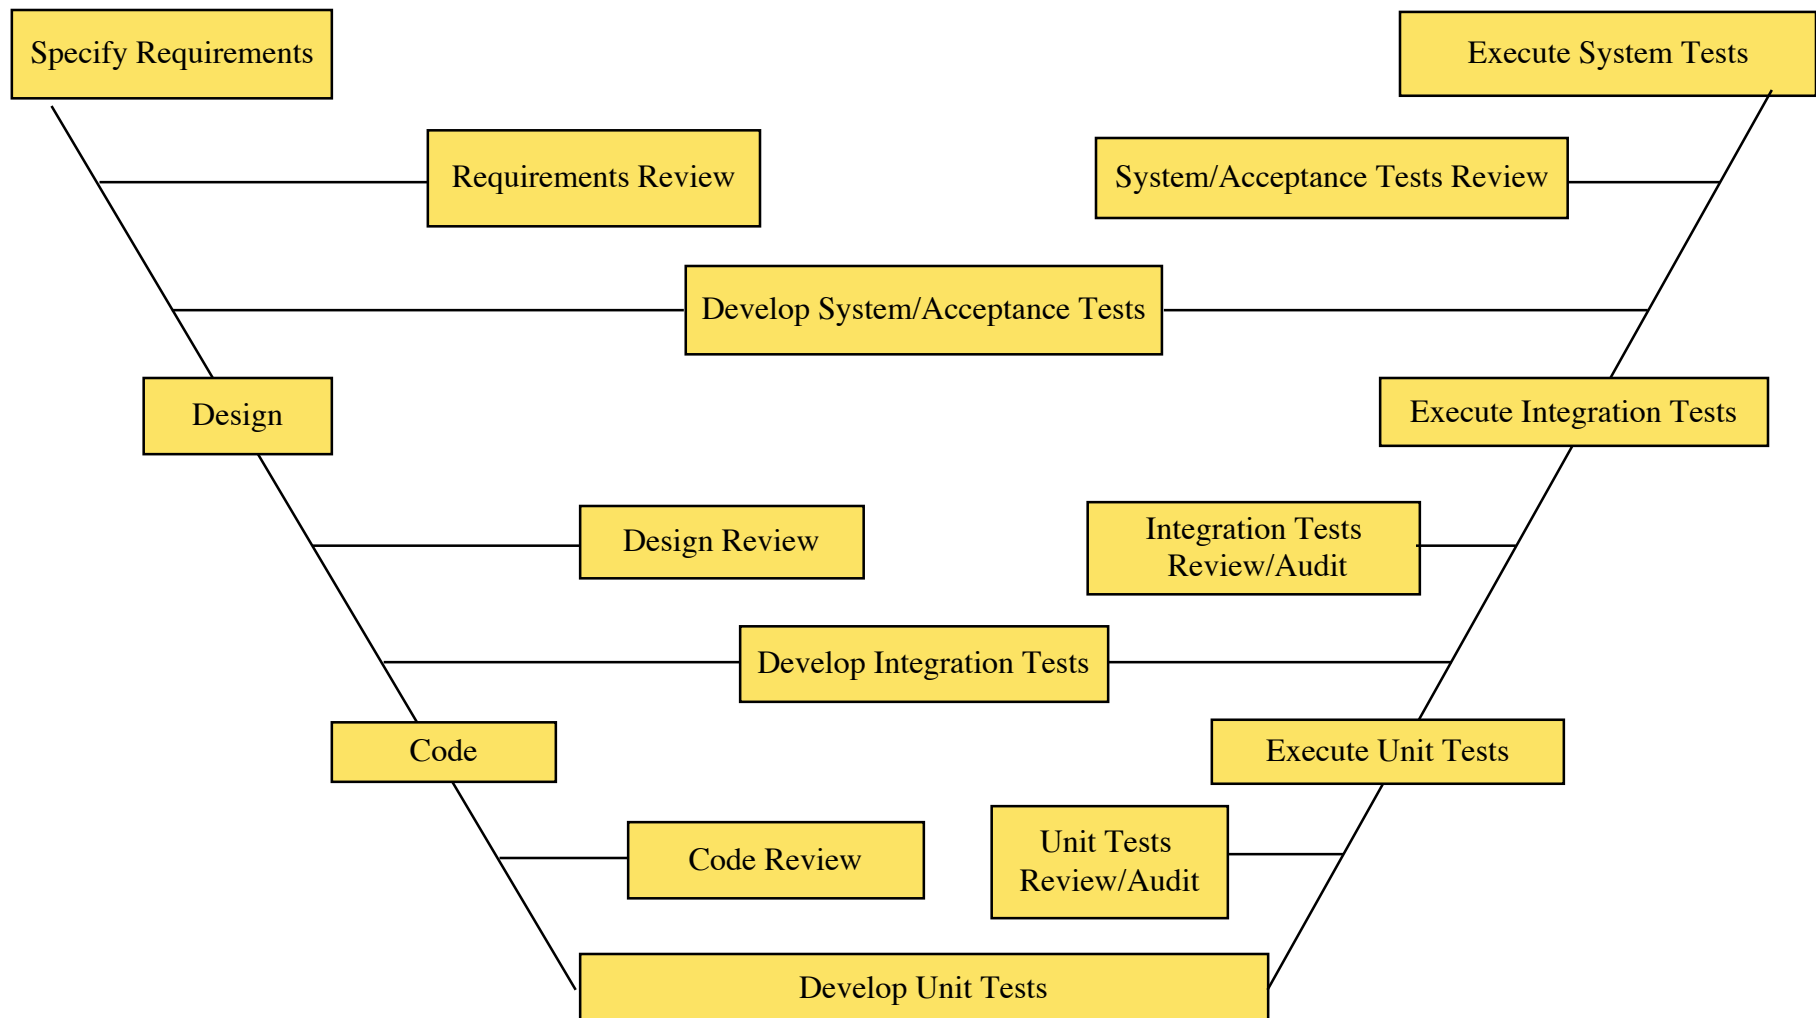 Specify Requirements
Execute System Tests
Requirements Review
System/Acceptance Tests Review
Develop System/Acceptance Tests
Design
Execute Integration Tests
Design Review
Integration Tests
Review/Audit
Develop Integration Tests
Code
Execute Unit Tests
Code Review
Unit Tests
Review/Audit
Develop Unit Tests